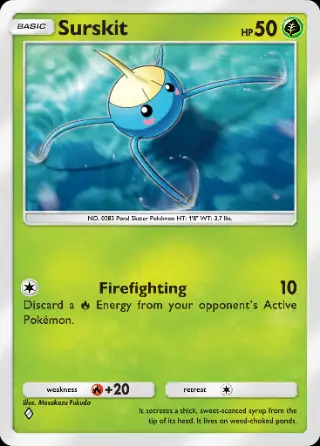 BASIC Surskit HP50
NO. 0283 Pond Skater Pokémon HT: 1'8" WT: 3.7 lbs.
Firefighting 10
Discard a Energy from your opponent's Active
Pokémon.
weakness +20 retreat
Illus. Masakazu Fukuda
It secretes a thick, sweet-scented syrup from the
tip of its head. It lives on weed-choked ponds.